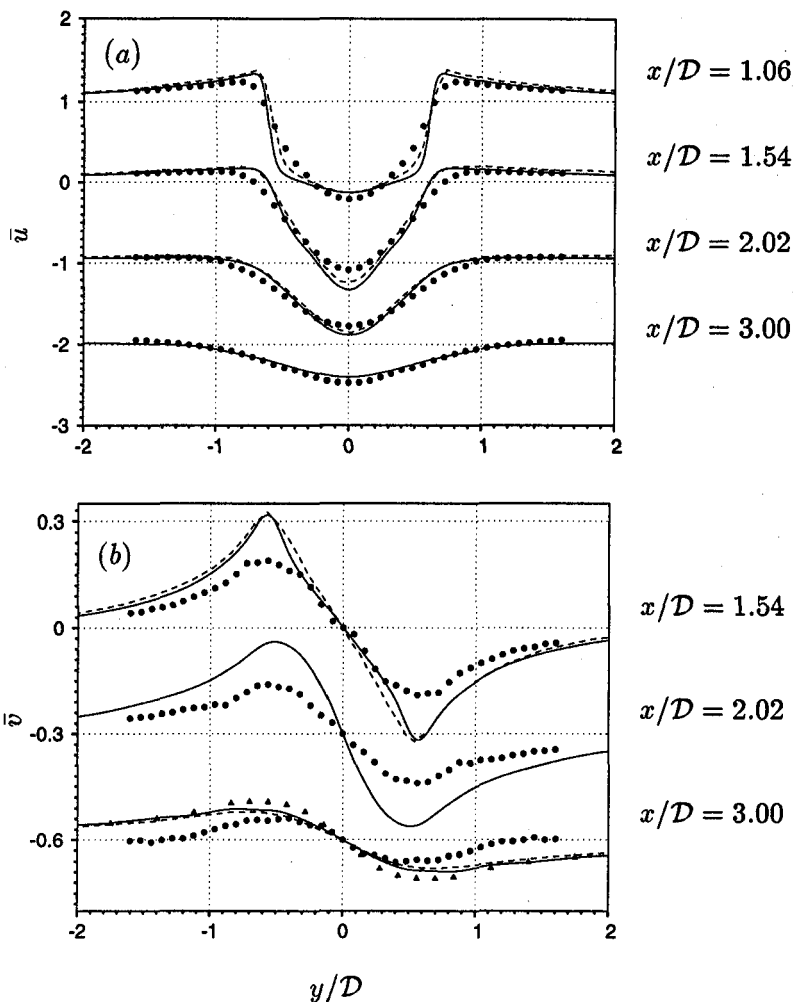 2
1
0
-1
-2
-3
u̅
(a)
-2
-1
0
1
2
x/𝒟 = 1.06
x/𝒟 = 1.54
x/𝒟 = 2.02
x/𝒟 = 3.00
0.3
0
-0.3
-0.6
v̅
(b)
-2
-1
0
1
2
y/𝒟
x/𝒟 = 1.54
x/𝒟 = 2.02
x/𝒟 = 3.00